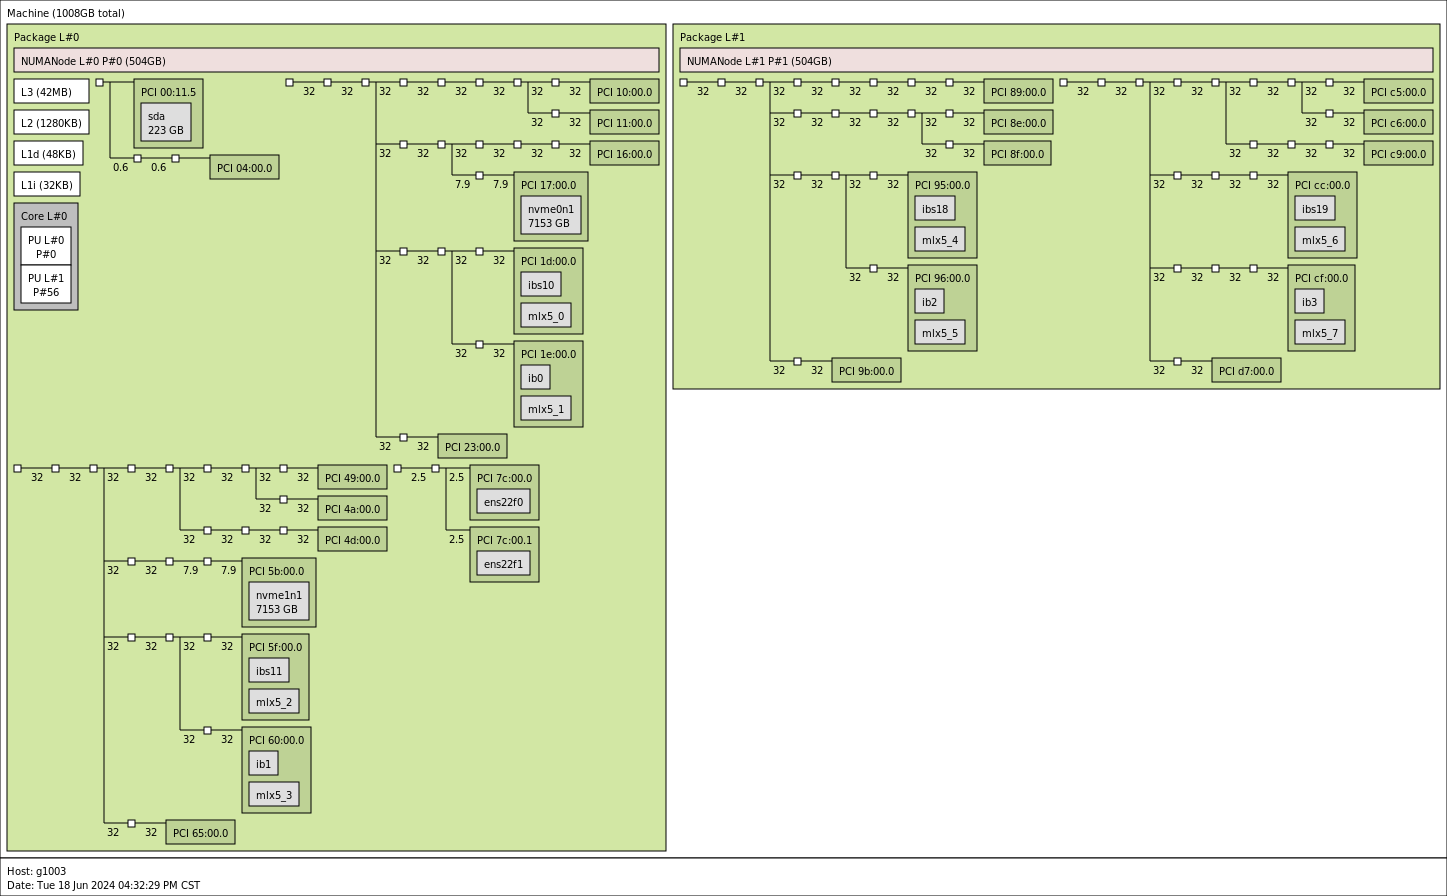 Machine (1008GB total)
Package L#0
NUMANode L#0 P#0 (504GB)
L3 (42MB)
L2 (1280KB)
L1d (48KB)
L1i (32KB)
Core L#0
PU L#0
P#0
PU L#1
P#56
PCI 00:11.5
sda
223 GB
0.6 0.6 PCI 04:00.0
32 32 32 32 32 32 32 32 PCI 10:00.0
32 32 PCI 11:00.0
32 32 32 32 32 32 PCI 16:00.0
7.9 7.9 PCI 17:00.0
nvme0n1
7153 GB
32 32 32 32 PCI 1d:00.0
ibs10
mlx5_0
32 32 PCI 1e:00.0
ib0
mlx5_1
32 32 PCI 23:00.0
32 32 32 32 32 32 32 32 PCI 49:00.0
32 32 PCI 4a:00.0
32 32 32 32 PCI 4d:00.0
32 32 7.9 7.9 PCI 5b:00.0
nvme1n1
7153 GB
32 32 32 32 PCI 5f:00.0
ibs11
mlx5_2
32 32 PCI 60:00.0
ib1
mlx5_3
32 32 PCI 65:00.0
2.5 2.5 PCI 7c:00.0
ens22f0
2.5 PCI 7c:00.1
ens22f1
Package L#1
NUMANode L#1 P#1 (504GB)
32 32 32 32 32 32 32 32 PCI 89:00.0
32 32 32 32 32 32 PCI 8e:00.0
32 32 PCI 8f:00.0
32 32 32 32 PCI 95:00.0
ibs18
mlx5_4
32 32 PCI 96:00.0
ib2
mlx5_5
32 32 PCI 9b:00.0
32 32 32 32 32 32 32 32 PCI c5:00.0
32 32 PCI c6:00.0
32 32 32 32 PCI c9:00.0
32 32 32 32 PCI cc:00.0
ibs19
mlx5_6
32 32 32 32 PCI cf:00.0
ib3
mlx5_7
32 32 PCI d7:00.0
Host: g1003
Date: Tue 18 Jun 2024 04:32:29 PM CST